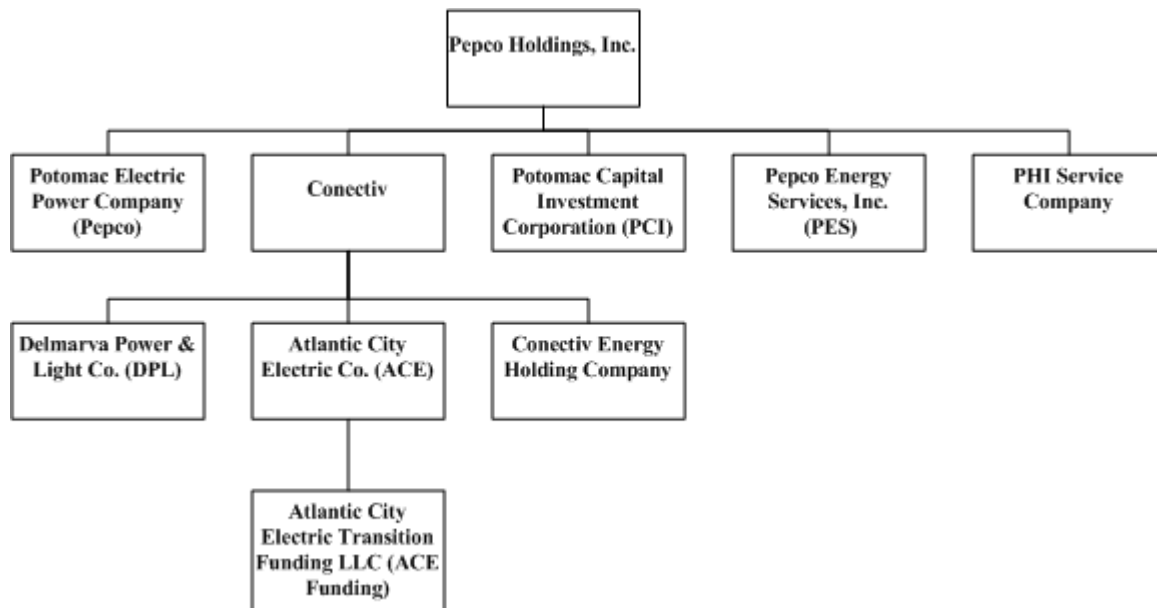 Pepco Holdings, Inc.
Potomac Electric
Power Company
(Pepco)
Conectiv
Potomac Capital
Investment
Corporation (PCI)
Pepco Energy
Services, Inc.
(PES)
PHI Service
Company
Delmarva Power &
Light Co. (DPL)
Atlantic City
Electric Co. (ACE)
Conectiv Energy
Holding Company
Atlantic City
Electric Transition
Funding LLC (ACE
Funding)